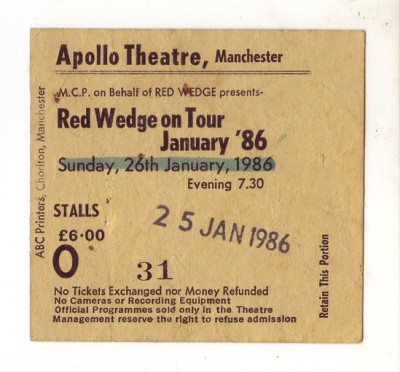 Apollo Theatre, Manchester
M.C.P. on Behalf of RED WEDGE presents-
Red Wedge on Tour
January '86
Sunday, 26th January, 1986
Evening 7.30
STALLS
£6·00
O 31
25 JAN 1986
No Tickets Exchanged nor Money Refunded
No Cameras or Recording Equipment
Official Programmes sold only in the Theatre
Management reserve the right to refuse admission
ABC Printers, Chorlton, Manchester
Retain This Portion